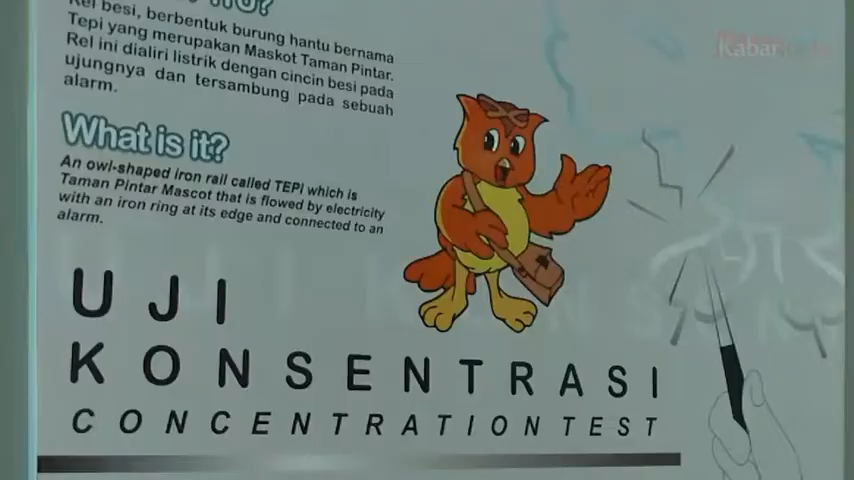 Rel besi, berbentuk burung hantu bernama
Tepi yang merupakan Maskot Taman Pintar.
Rel ini dialiri listrik dengan cincin besi pada
ujungnya dan tersambung pada sebuah
alarm.
What is it?
An owl-shaped iron rail called TEPI which is
Taman Pintar Mascot that is flowed by electricity
with an iron ring at its edge and connected to an
alarm.
UJI
KONSENTRASI
CONCENTRATION TEST
Kabar